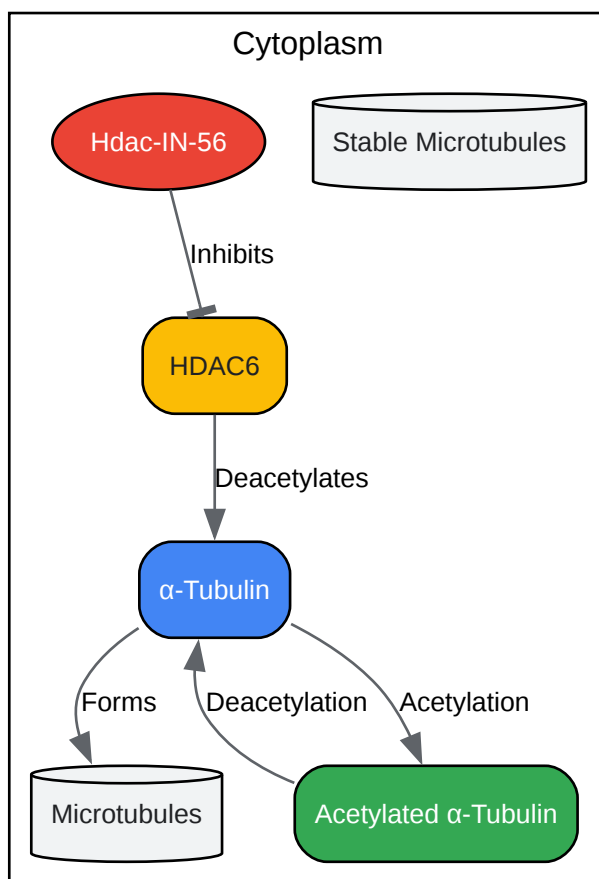 Cytoplasm
Hdac-IN-56
Stable Microtubules
Inhibits
HDAC6
Deacetylates
α-Tubulin
Forms
Deacetylation
Acetylation
Microtubules
Acetylated α-Tubulin